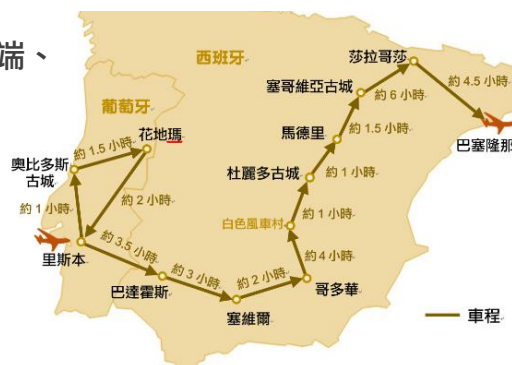 端、
莎拉哥莎
西班牙
塞哥維亞古城
約 4.5 小時
約 6 小時
葡萄牙
巴塞隆那
花地瑪
馬德里
約 1.5 小時
約 1.5 小時
奧比多斯
古城
杜麗多古城
約 1 小時
約 2 小時
約 1 小時
白色風車村
約 1 小時
里斯本
約 3.5 小時
約 4 小時
約 3 小時
約 2 小時
巴達霍斯
哥多華
塞維爾
車程